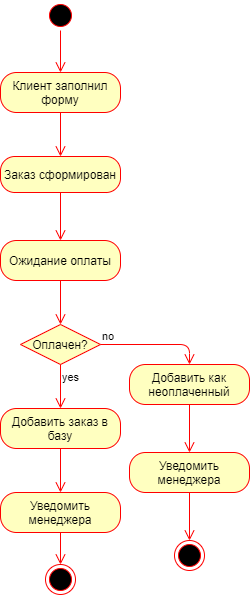 Клиент заполнил
форму
Заказ сформирован
Ожидание оплаты
Оплачен?
no
yes
Добавить как
неоплаченный
Добавить заказ в
базу
Уведомить
менеджера
Уведомить
менеджера